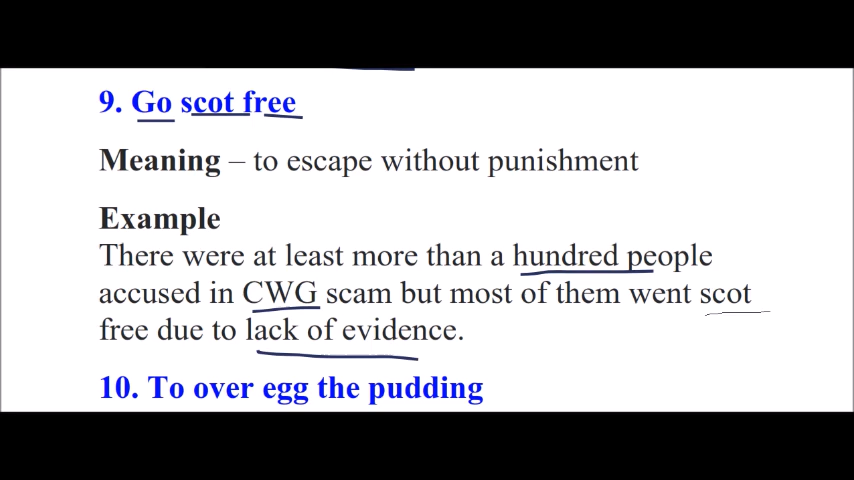 9. Go scot free
Meaning – to escape without punishment
Example
There were at least more than a hundred people
accused in CWG scam but most of them went scot
free due to lack of evidence.
10. To over egg the pudding